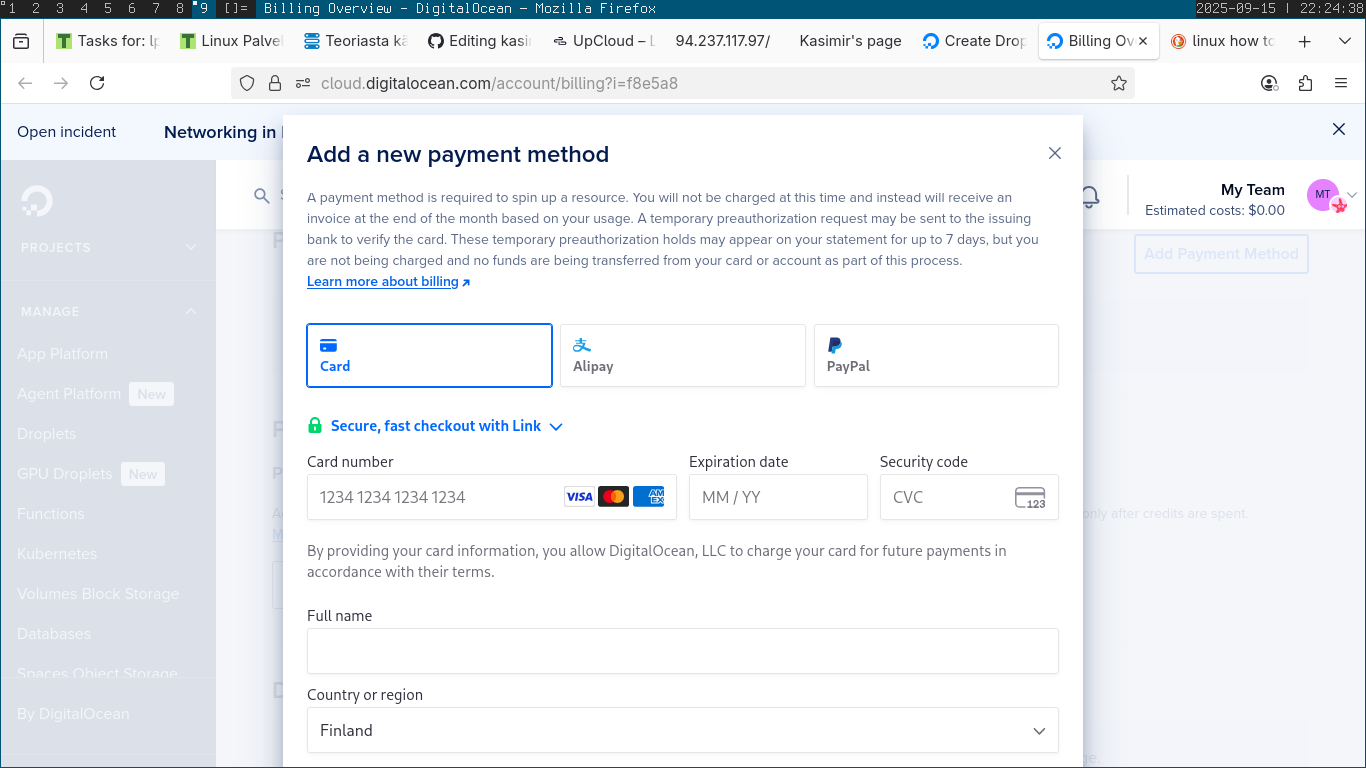 1 2 3 4 5 6 7 8 9 []= Billing Overview — DigitalOcean — Mozilla Firefox 2025-09-15 | 22:24:38
Tasks for: lp
Linux Palve
Teoriasta kä
Editing kasi
UpCloud – L
94.237.117.97/
Kasimir's page
Create Drop
Billing Ov
linux how to
cloud.digitalocean.com/account/billing?i=f8e5a8
Open incident
Networking in
Add a new payment method
A payment method is required to spin up a resource. You will not be charged at this time and instead will receive an
invoice at the end of the month based on your usage. A temporary preauthorization request may be sent to the issuing
bank to verify the card. These temporary preauthorization holds may appear on your statement for up to 7 days, but you
are not being charged and no funds are being transferred from your card or account as part of this process.
Learn more about billing
My Team
Estimated costs: $0.00
MT
Add Payment Method
PROJECTS
MANAGE
App Platform
Agent Platform New
Droplets
GPU Droplets New
Functions
Kubernetes
Volumes Block Storage
Databases
Spaces Object Storage
By DigitalOcean
Card
Alipay
PayPal
Secure, fast checkout with Link
Card number
Expiration date
Security code
1234 1234 1234 1234
VISA
AMEX
MM / YY
CVC
123
only after credits are spent.
By providing your card information, you allow DigitalOcean, LLC to charge your card for future payments in
accordance with their terms.
Full name
Country or region
Finland